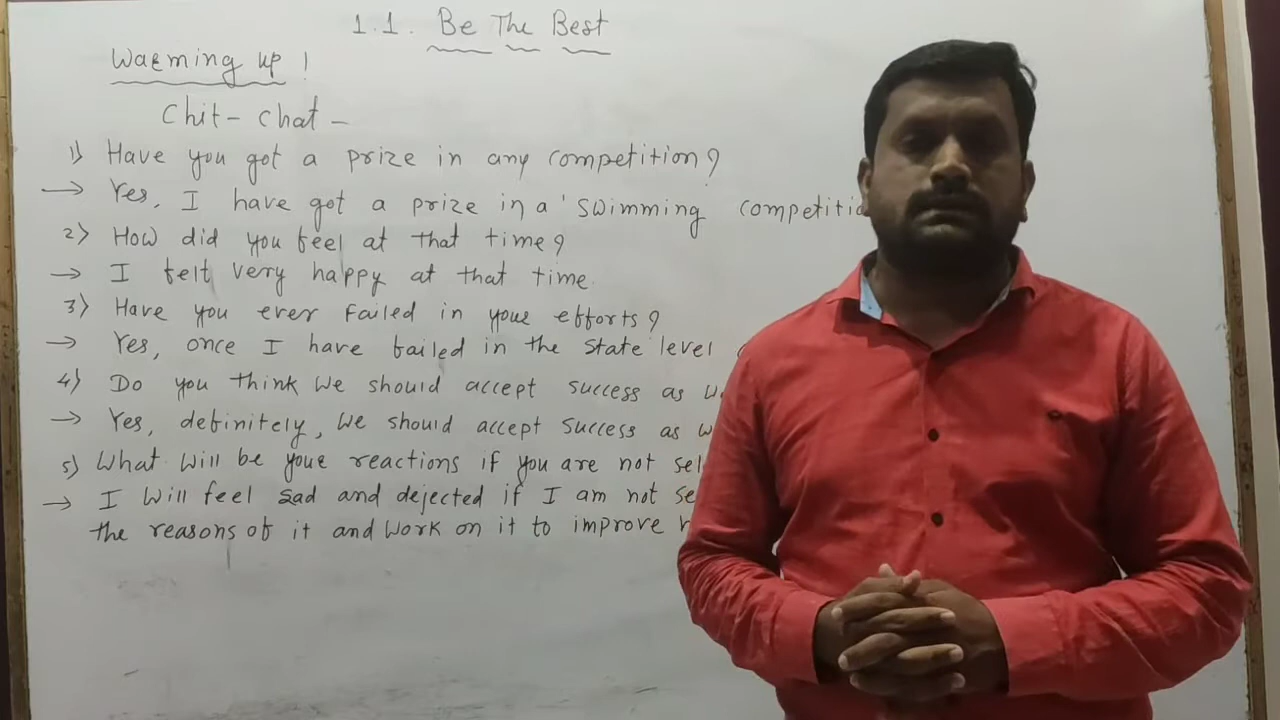 1.1. Be The Best
Warming up!
Chit-chat -
1) Have you got a prize in any competition?
→ Yes, I have got a prize in a 'swimming
2) How did you feel at that time?
→ I felt very happy at that time.
3) Have you ever Failed in your efforts?
→ Yes, once I have failed in the state level
4) Do you think We should accept success as
→ Yes, definitely, We should accept success as
5) What will be your reactions if you are not
→ I will feel sad and dejected if I am not
the reasons of it and work on it to improve